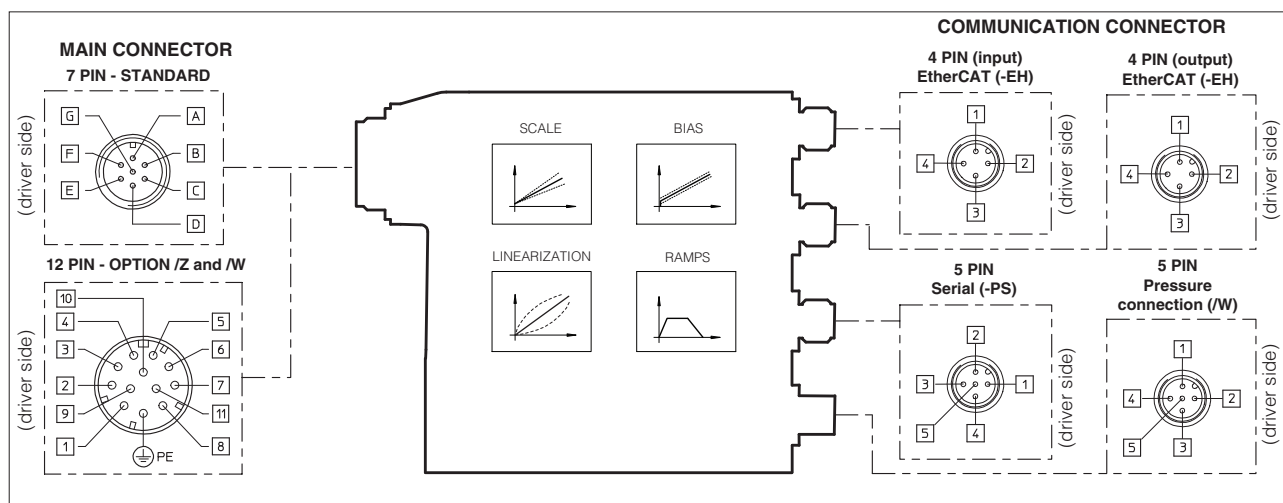 MAIN CONNECTOR
7 PIN - STANDARD
(driver side)
G
A
F
B
E
C
D
12 PIN - OPTION /Z and /W
(driver side)
10
4
5
3
6
2
7
9
11
1
8
PE
SCALE
BIAS
LINEARIZATION
RAMPS
COMMUNICATION CONNECTOR
4 PIN (input)
EtherCAT (-EH)
1
4
2
3
(driver side)
4 PIN (output)
EtherCAT (-EH)
1
4
2
3
(driver side)
5 PIN
Serial (-PS)
2
3
1
5
4
(driver side)
5 PIN
Pressure
connection (/W)
1
4
2
5
3
(driver side)